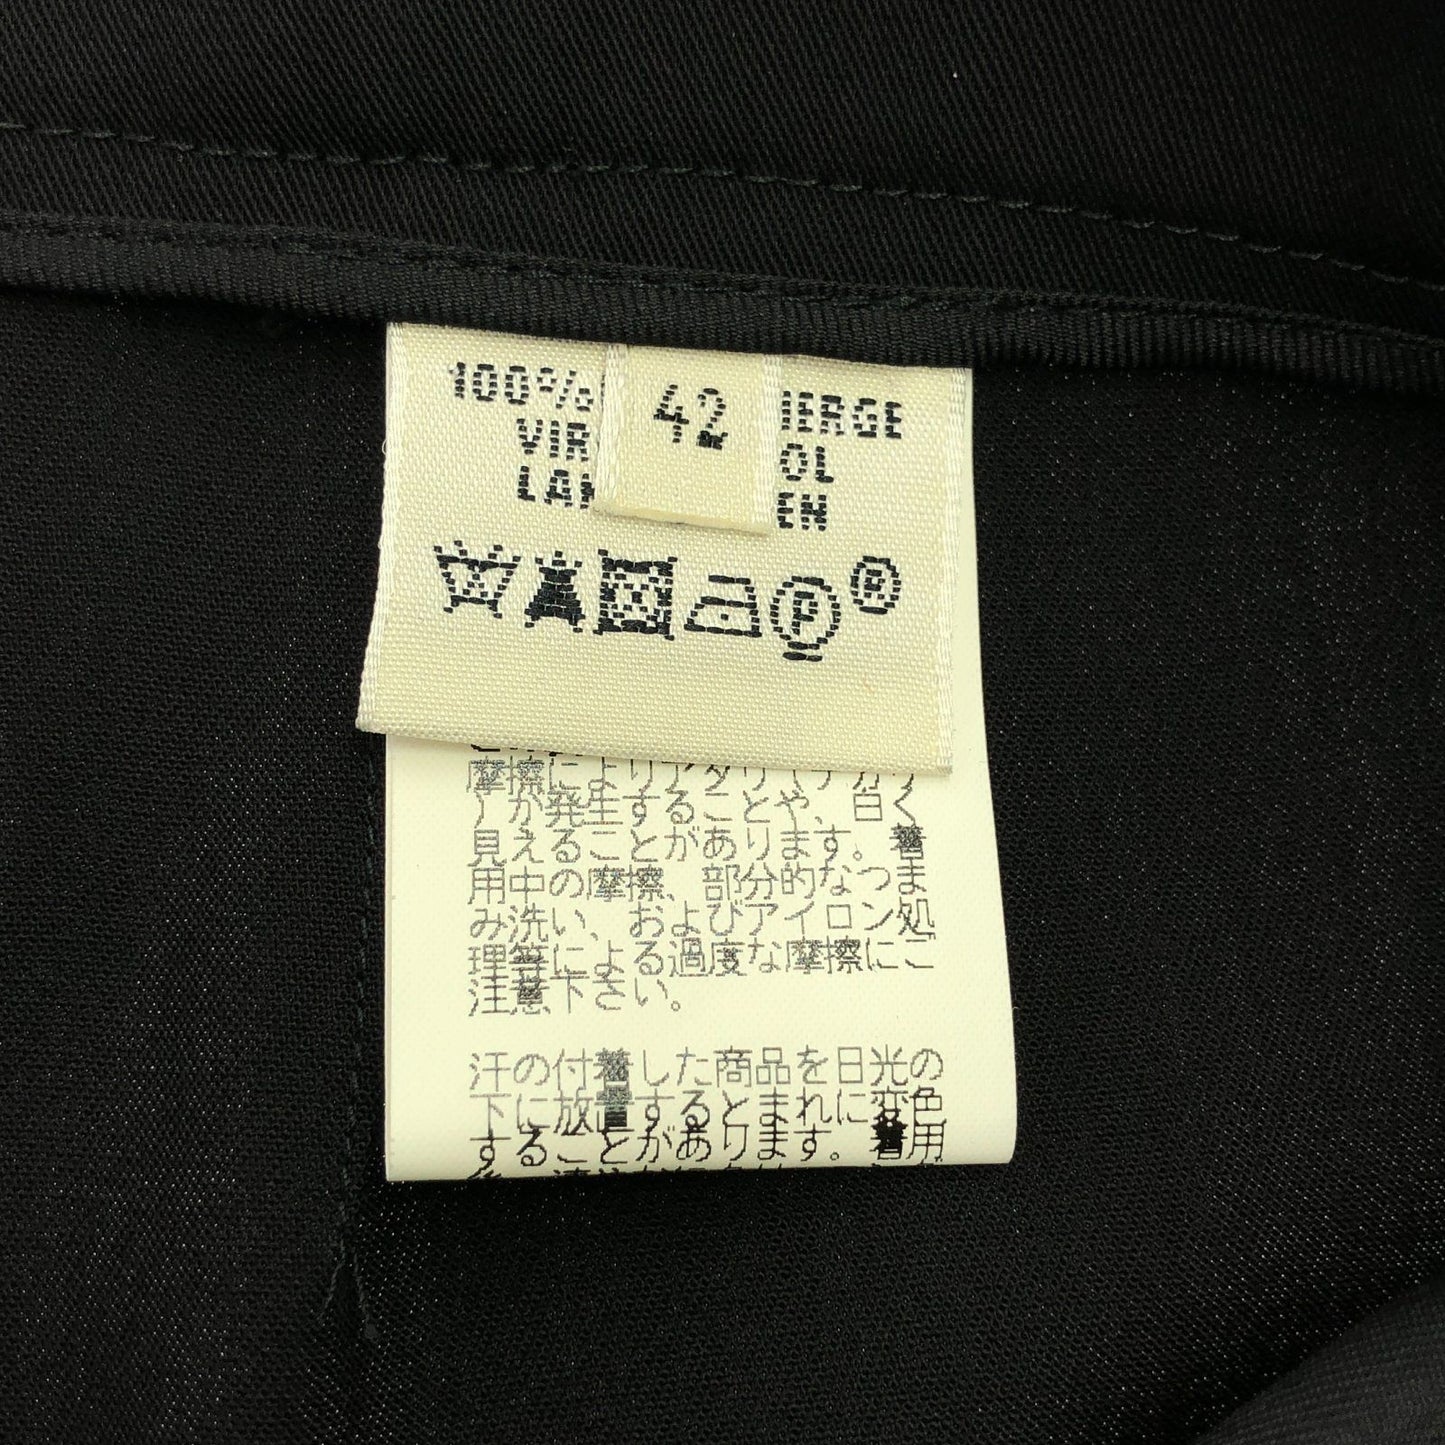 100%
42
IERGE
VIR
OL
LAN
EN
P
®
摩擦によりアタリ
が発生することや、白く
見えることがあります。着
用中の摩擦、部分的なつま
み洗い、およびアイロン処
理等による過度な摩擦にご
注意下さい。
汗の付着した商品を日光の
下に放置するとまれに変色
することがあります。着用